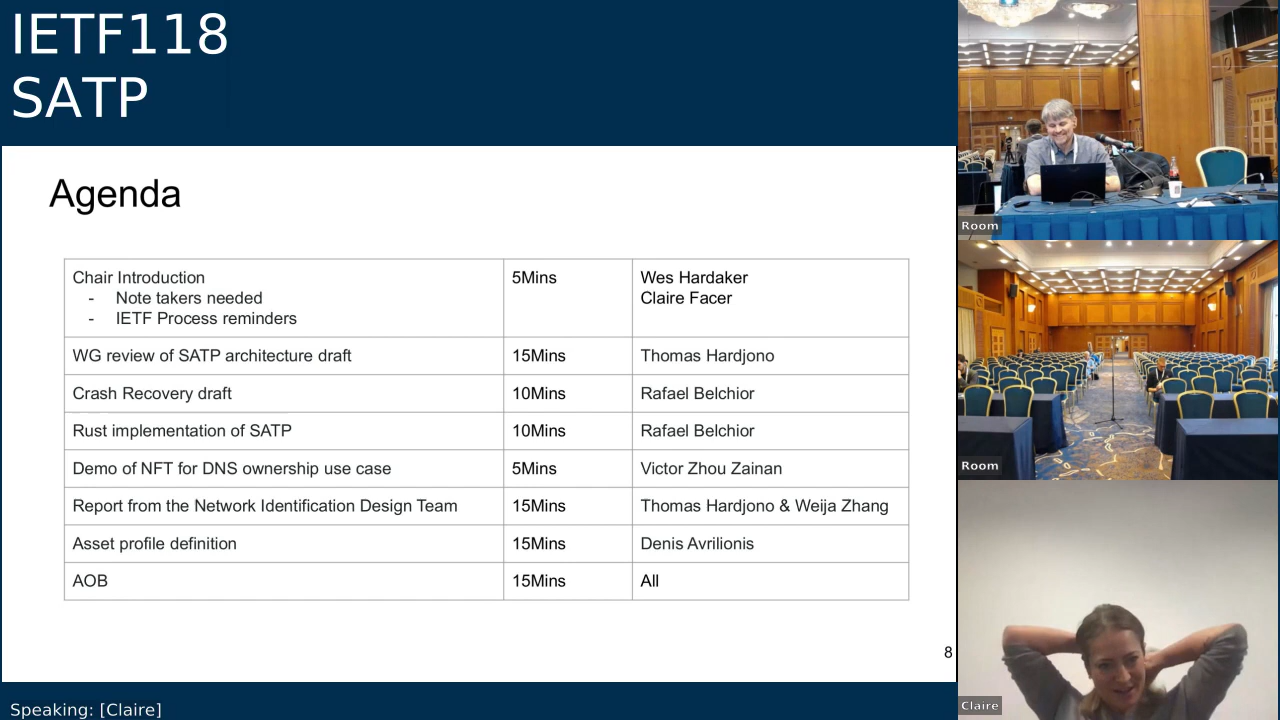 IETF118
SATP
Agenda
Chair Introduction 5Mins Wes Hardaker
- Note takers needed Claire Facer
- IETF Process reminders
WG review of SATP architecture draft 15Mins Thomas Hardjono
Crash Recovery draft 10Mins Rafael Belchior
Rust implementation of SATP 10Mins Rafael Belchior
Demo of NFT for DNS ownership use case 5Mins Victor Zhou Zainan
Report from the Network Identification Design Team 15Mins Thomas Hardjono & Weija Zhang
Asset profile definition 15Mins Denis Avrilionis
AOB 15Mins All
8
Speaking: [Claire]
Room
Room
Claire